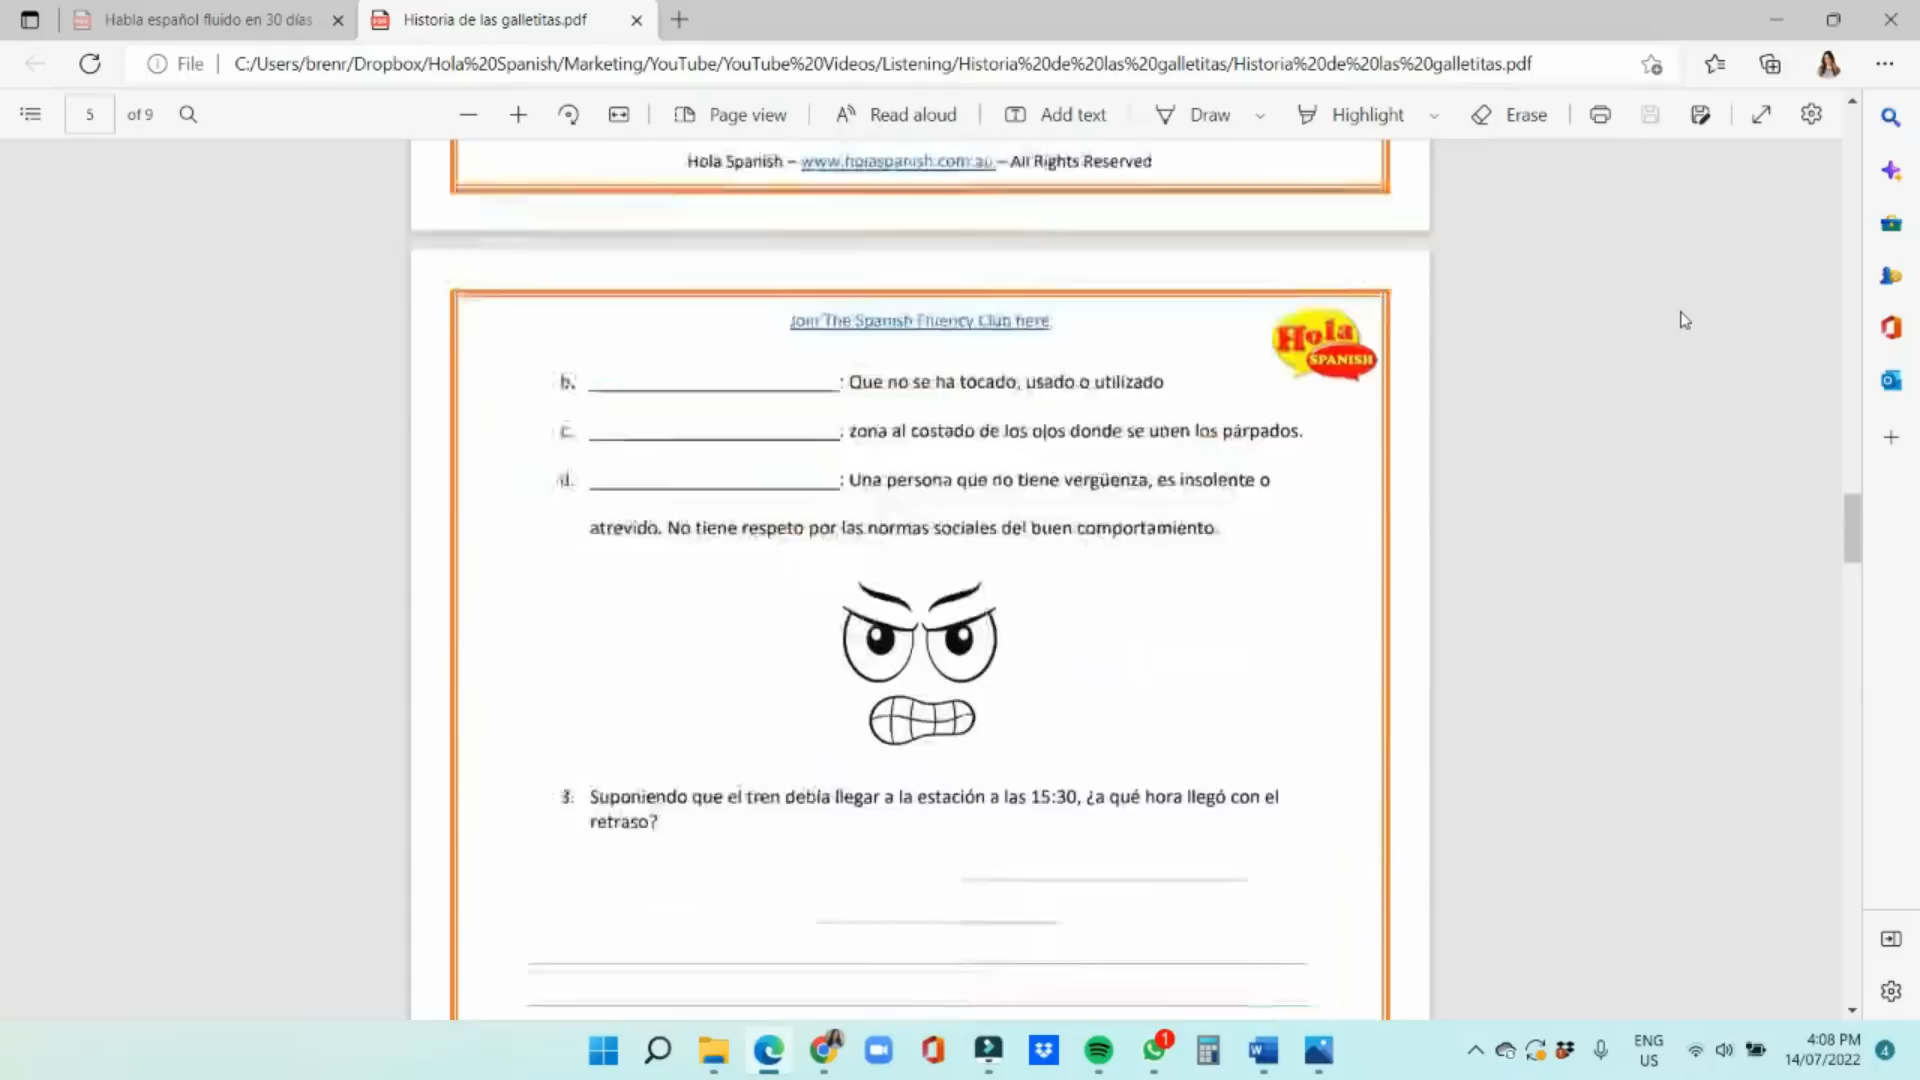 Habla español fluido en 30 días
Historia de las galletitas.pdf
File
C:/Users/brenr/Dropbox/Hola%20Spanish/Marketing/YouTube/YouTube%20Videos/Listening/Historia%20de%20las%20galletitas/Historia%20de%20las%20galletitas.pdf
5 of 9
Page view
Read aloud
Add text
Draw
Highlight
Erase
Hola Spanish – www.holaspanish.com.au – All Rights Reserved
Join The Spanish Fluency Club here
Hola
SPANISH
b. ____________________: Que no se ha tocado, usado o utilizado
c. ____________________: zona al costado de los ojos donde se unen los párpados.
d. ____________________: Una persona que no tiene vergüenza, es insolente o
atrevido. No tiene respeto por las normas sociales del buen comportamiento.
3. Suponiendo que el tren debía llegar a la estación a las 15:30, ¿a qué hora llegó con el
retraso?
1
ENG
US
4:08 PM
14/07/2022
4